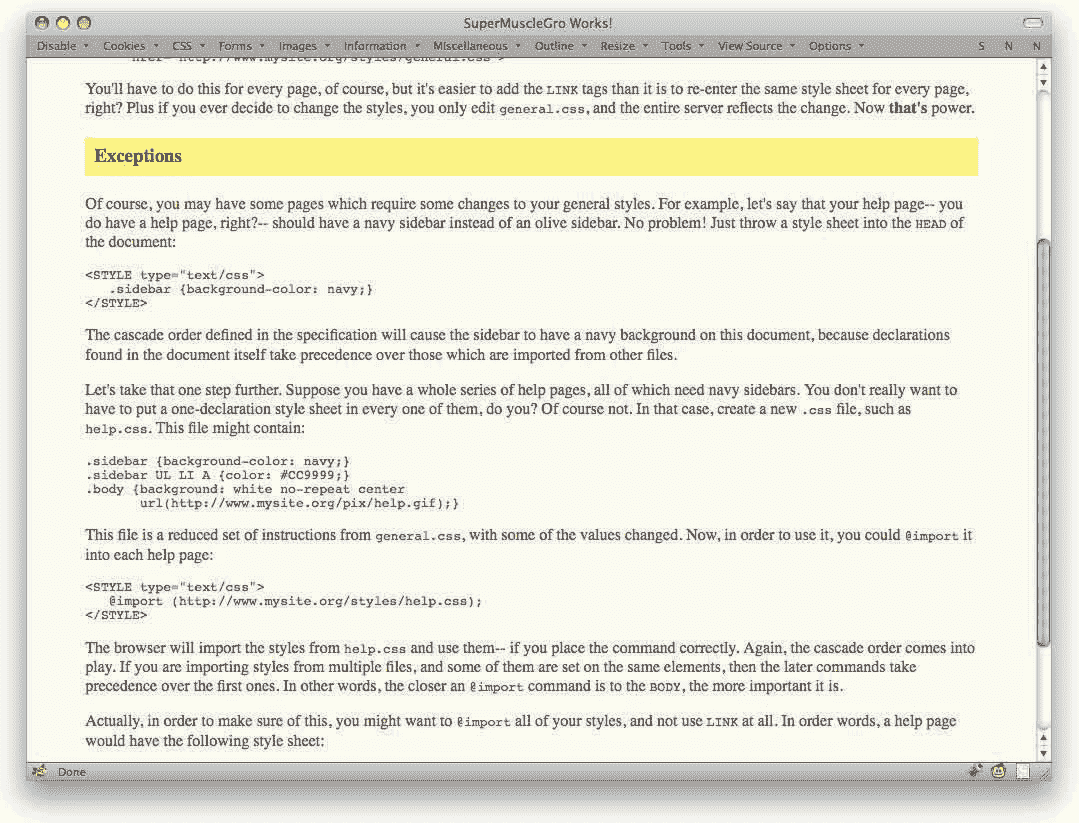 SuperMuscleGro Works!
Disable Cookies CSS Forms Images Information Miscellaneous Outline Resize Tools View Source Options S N N
href="http://www.mysite.org/styles/general.css">
You'll have to do this for every page, of course, but it's easier to add the LINK tags than it is to re-enter the same style sheet for every page,
right? Plus if you ever decide to change the styles, you only edit general.css, and the entire server reflects the change. Now that's power.
Exceptions
Of course, you may have some pages which require some changes to your general styles. For example, let's say that your help page-- you
do have a help page, right?-- should have a navy sidebar instead of an olive sidebar. No problem! Just throw a style sheet into the HEAD of
the document:
<STYLE type="text/css">
.sidebar {background-color: navy;}
</STYLE>
The cascade order defined in the specification will cause the sidebar to have a navy background on this document, because declarations
found in the document itself take precedence over those which are imported from other files.
Let's take that one step further. Suppose you have a whole series of help pages, all of which need navy sidebars. You don't really want to
have to put a one-declaration style sheet in every one of them, do you? Of course not. In that case, create a new .css file, such as
help.css. This file might contain:
.sidebar {background-color: navy;}
.sidebar UL LI A {color: #CC9999;}
.body {background: white no-repeat center
url(http://www.mysite.org/pix/help.gif);}
This file is a reduced set of instructions from general.css, with some of the values changed. Now, in order to use it, you could @import it
into each help page:
<STYLE type="text/css">
@import (http://www.mysite.org/styles/help.css);
</STYLE>
The browser will import the styles from help.css and use them-- if you place the command correctly. Again, the cascade order comes into
play. If you are importing styles from multiple files, and some of them are set on the same elements, then the later commands take
precedence over the first ones. In other words, the closer an @import command is to the BODY, the more important it is.
Actually, in order to make sure of this, you might want to @import all of your styles, and not use LINK at all. In order words, a help page
would have the following style sheet:
Done